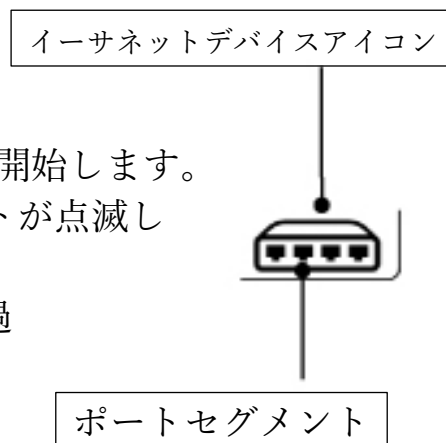 イーサネットデバイスアイコン
開始します。
トが点滅し
過
ポートセグメント